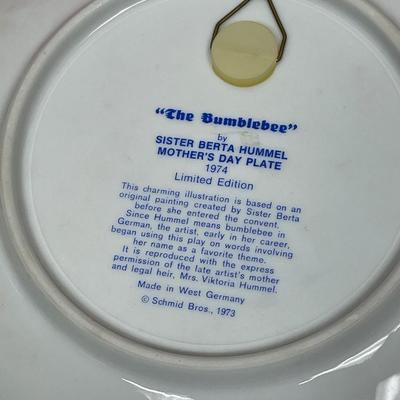 "The Bumblebee"
by
SISTER BERTA HUMMEL
MOTHER'S DAY PLATE
1974
Limited Edition
This charming illustration is based on an
original painting created by Sister Berta
before she entered the convent.
Since Hummel means bumblebee in
German, the artist, early in her career,
began using this play on words involving
her name as a favorite theme.
It is reproduced with the express
permission of the late artist's mother
and legal heir, Mrs. Viktoria Hummel.
Made in West Germany
© Schmid Bros., 1973